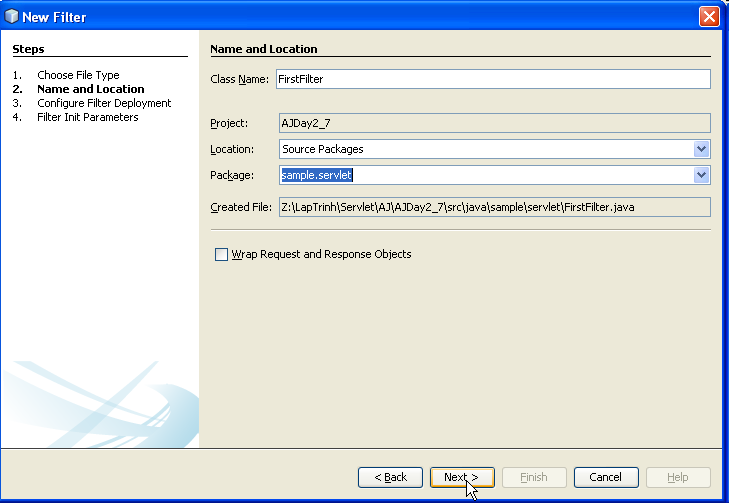 New Filter
Steps
1. Choose File Type
2. Name and Location
3. Configure Filter Deployment
4. Filter Init Parameters
Name and Location
Class Name: FirstFilter
Project: AJDay2_7
Location: Source Packages
Package: sample.servlet
Created File: Z:\LapTrinh\Servlet\AJ\AJDay2_7\src\java\sample\servlet\FirstFilter.java
Wrap Request and Response Objects
< Back Next > Finish Cancel Help